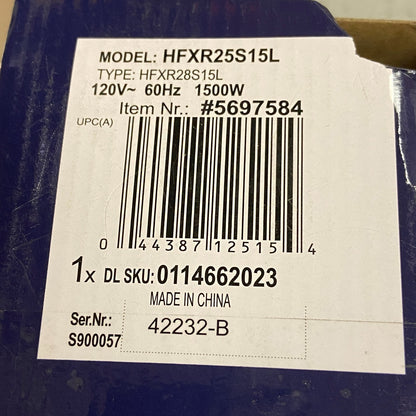 MODEL: HFXR25S15L
TYPE: HFXR28S15L
120V~ 60Hz 1500W
Item Nr.: #5697584
UPC(A)
0 44387 12515 4
1x DL SKU: 0114662023
MADE IN CHINA
Ser.Nr.: 42232-B
S900057